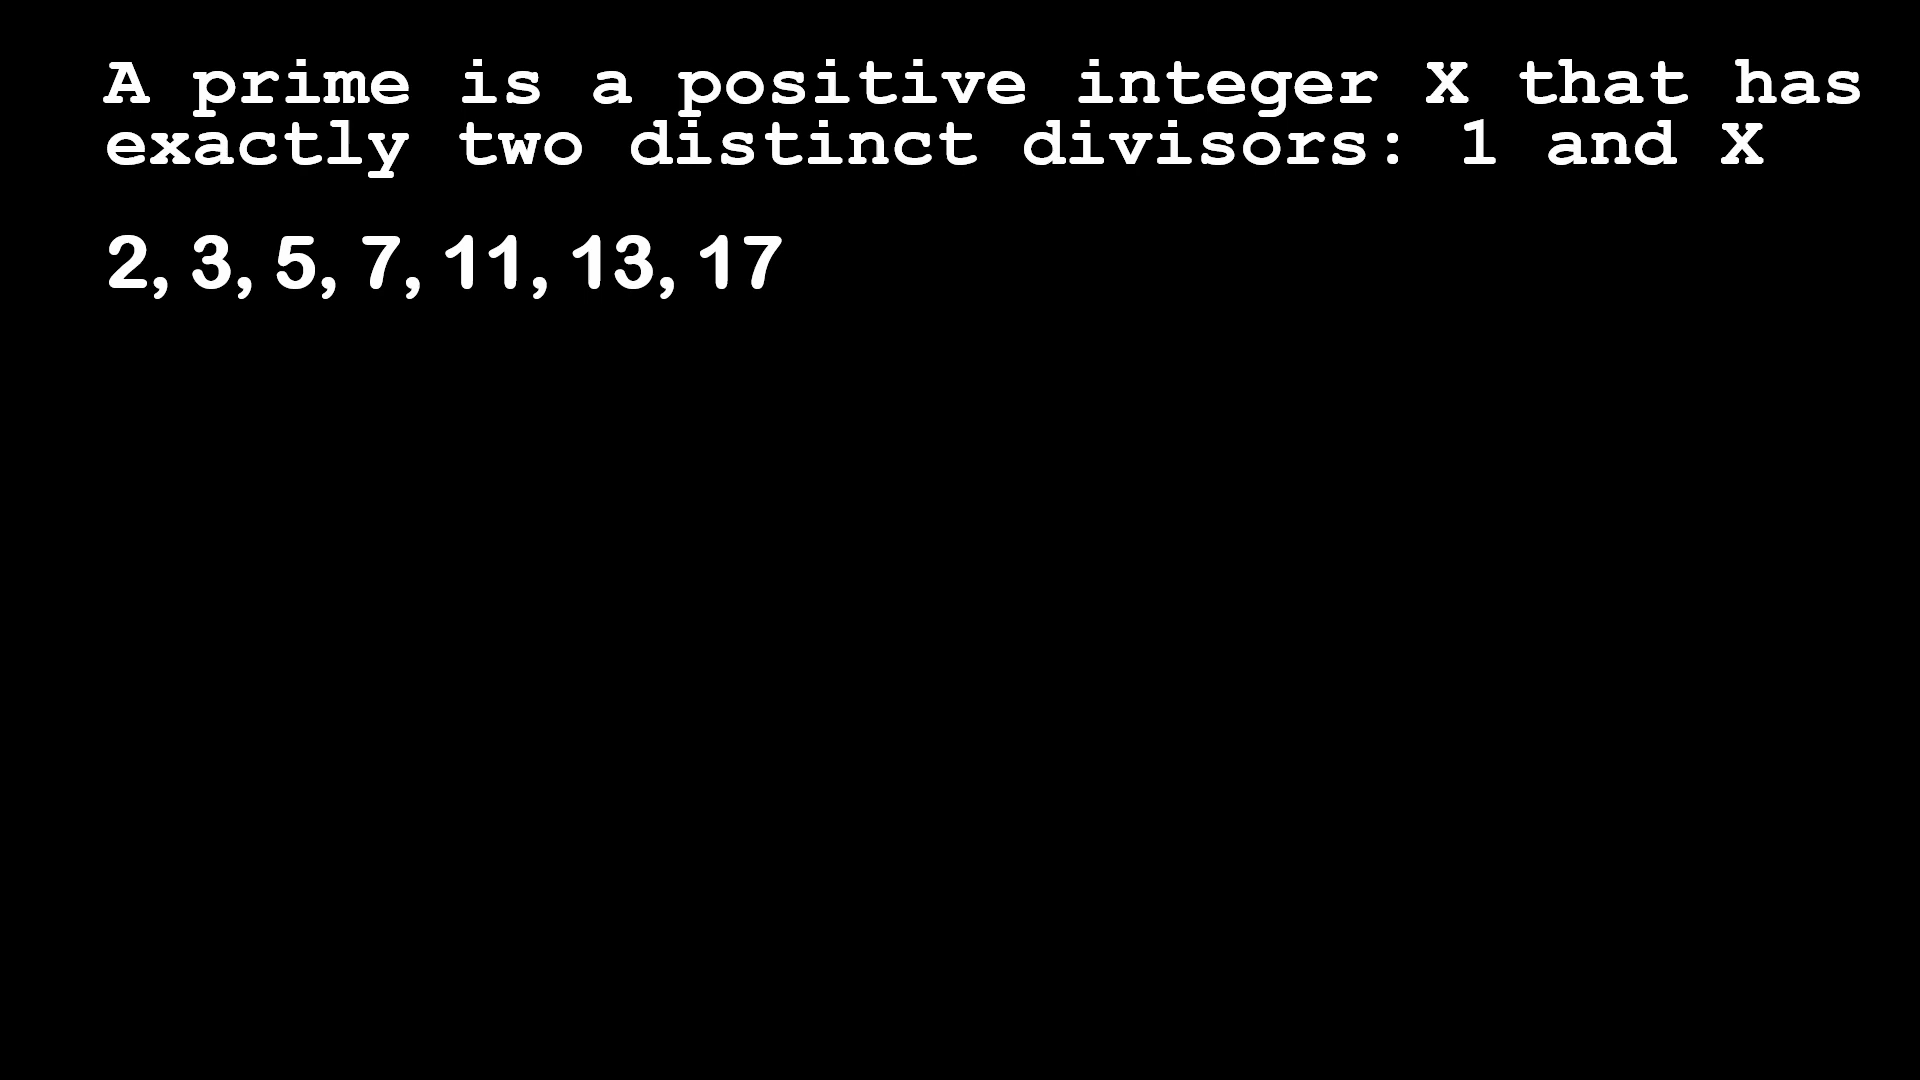 A prime is a positive integer X that has
exactly two distinct divisors: 1 and X
2, 3, 5, 7, 11, 13, 17